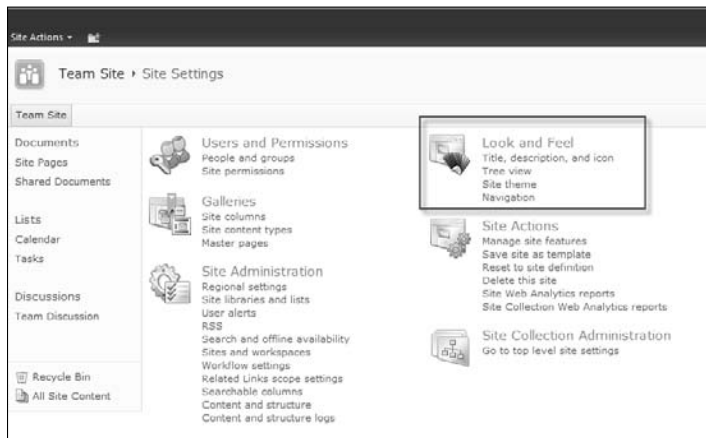 Site Actions
Team Site ▸ Site Settings
Team Site
Documents
Site Pages
Shared Documents
Lists
Calendar
Tasks
Discussions
Team Discussion
Recycle Bin
All Site Content
Users and Permissions
People and groups
Site permissions
Galleries
Site columns
Site content types
Master pages
Site Administration
Regional settings
Site libraries and lists
User alerts
RSS
Search and offline availability
Sites and workspaces
Workflow settings
Related Links scope settings
Searchable columns
Content and structure
Content and structure logs
Look and Feel
Title, description, and icon
Tree view
Site theme
Navigation
Site Actions
Manage site features
Save site as template
Reset to site definition
Delete this site
Site Web Analytics reports
Site Collection Web Analytics reports
Site Collection Administration
Go to top level site settings